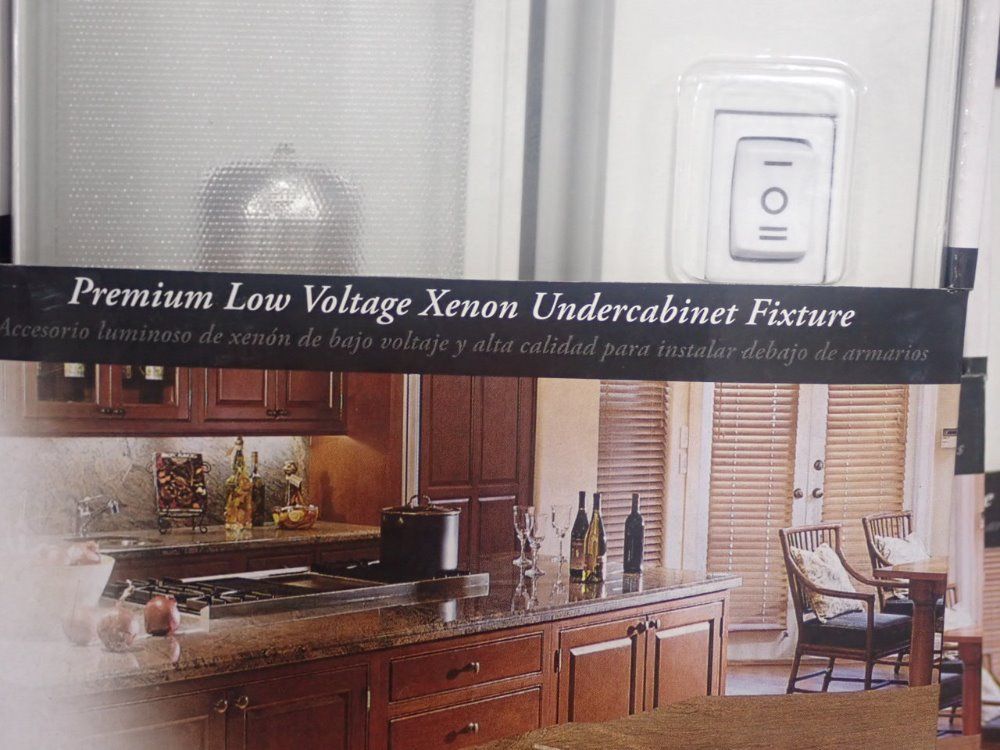 Premium Low Voltage Xenon Undercabinet Fixture
Accesorio luminoso de xenón de bajo voltaje y alta calidad para instalar debajo de armarios